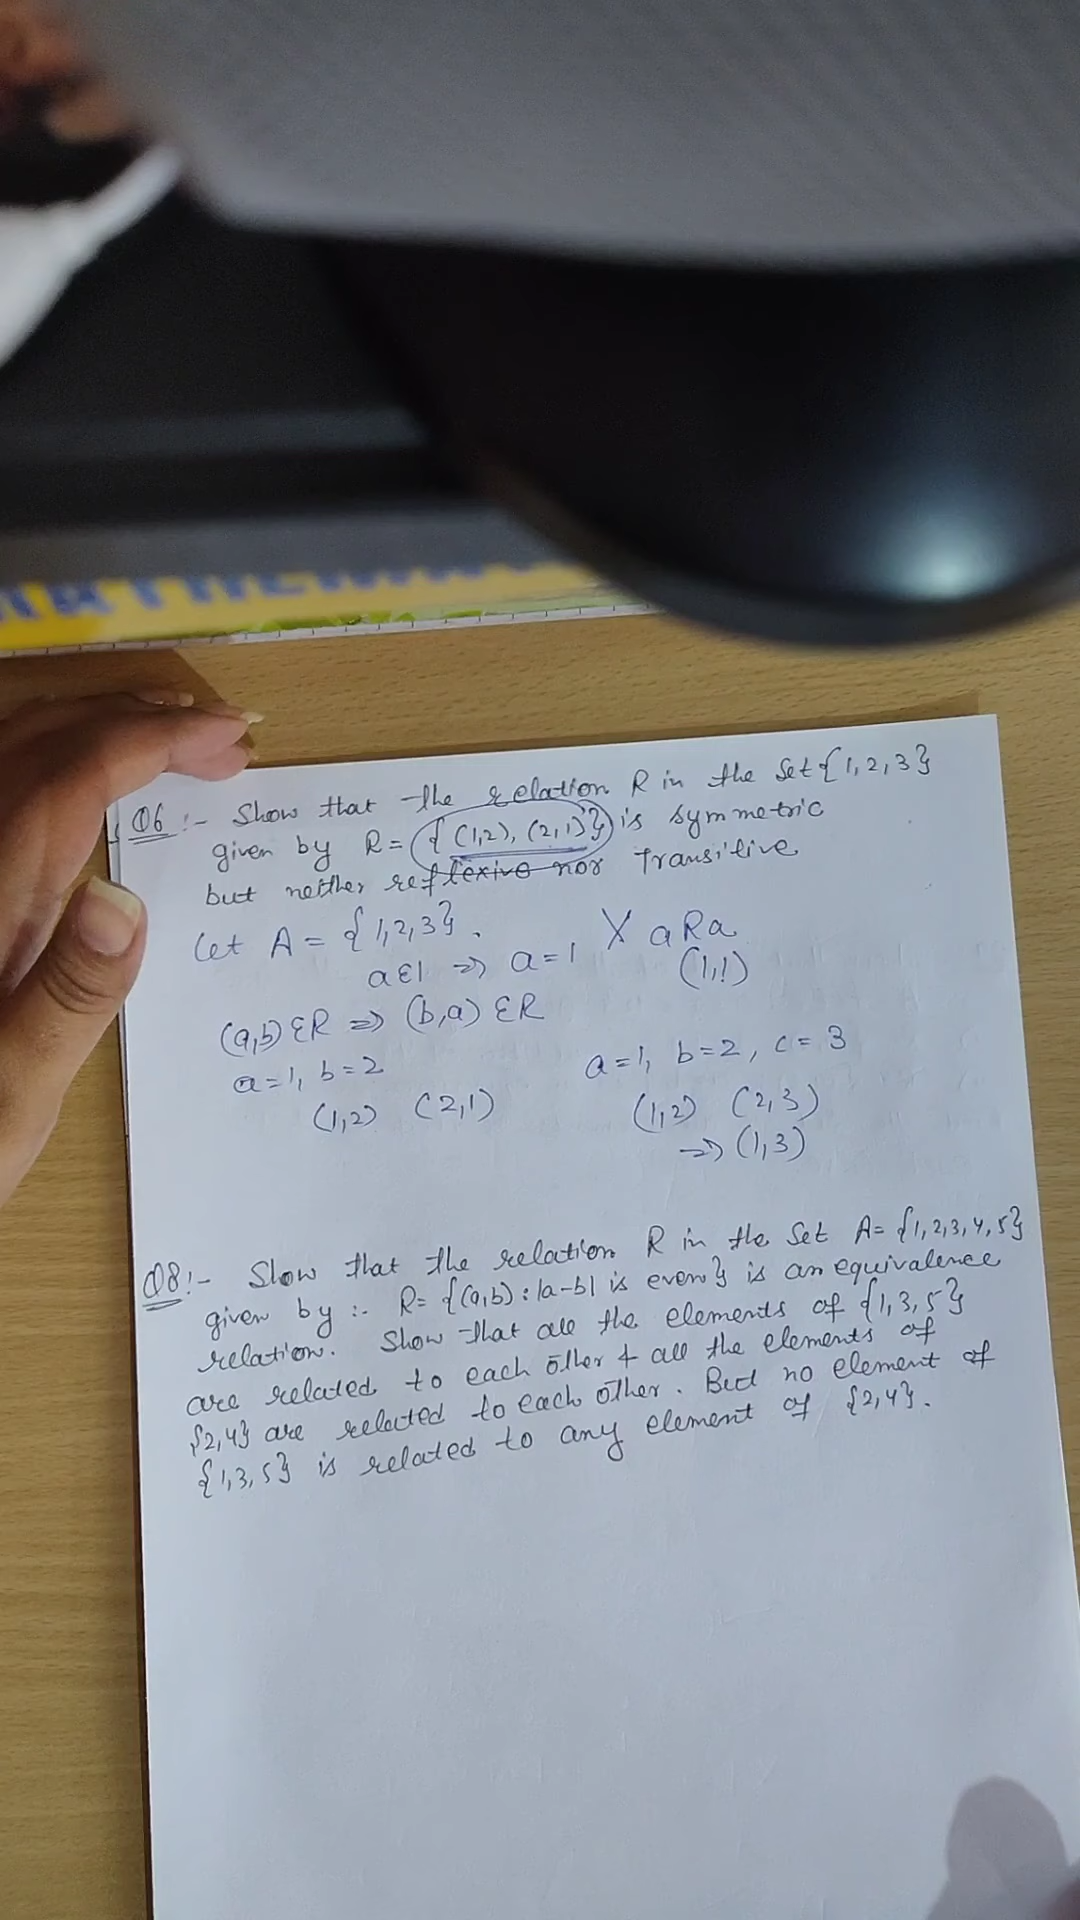 Q6 :- Show that the relation R in the set {1,2,3}
given by R= { (1,2), (2,1)} is symmetric
but neither reflexive nor Transitive
Let A = {1,2,3}.
a ε 1 => a = 1 X aRa
(1,1)
(a,b) ε R => (b,a) ε R
a = 1, b = 2
(1,2) (2,1)
a = 1, b = 2, c = 3
(1,2) (2,3)
=> (1,3)
Q8 :- Show that the relation R in the Set A= {1,2,3,4,5}
given by :- R= {(a,b) : |a-b| is even} is an equivalence
relation. Show that all the elements of {1,3,5}
are related to each other & all the elements of
{2,4} are related to each other. But no element of
{1,3,5} is related to any element of {2,4}.